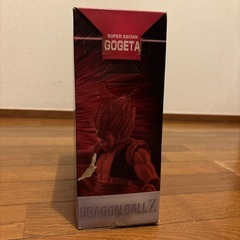 SUPER SAIYAN
GOGETA
DRAGON BALL Z